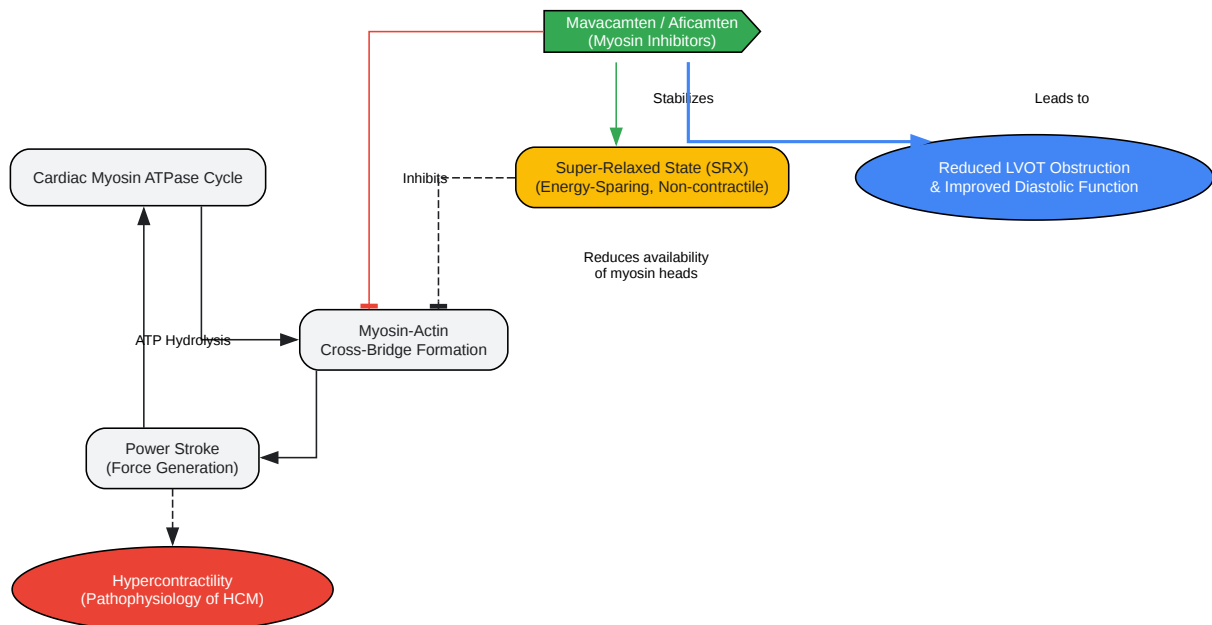 Mavacamten / Aficamten
(Myosin Inhibitors)
Stabilizes
Leads to
Cardiac Myosin ATPase Cycle
Inhibits
Super-Relaxed State (SRX)
(Energy-Sparing, Non-contractile)
Reduced LVOT Obstruction
& Improved Diastolic Function
Reduces availability
of myosin heads
ATP Hydrolysis
Myosin-Actin
Cross-Bridge Formation
Power Stroke
(Force Generation)
Hypercontractility
(Pathophysiology of HCM)